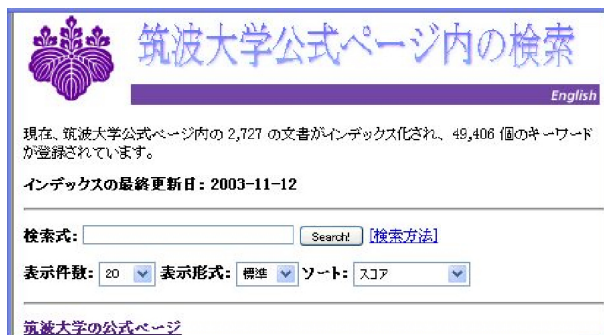 筑波大学公式ページ内の検索
English
現在、筑波大学公式ページ内の 2,727 の文書がインデックス化され、49,406 個のキーワード
が登録されています。
インデックスの最終更新日: 2003-11-12
検索式: Search! [検索方法]
表示件数: 20 表示形式: 標準 ソート: スコア
筑波大学の公式ページ